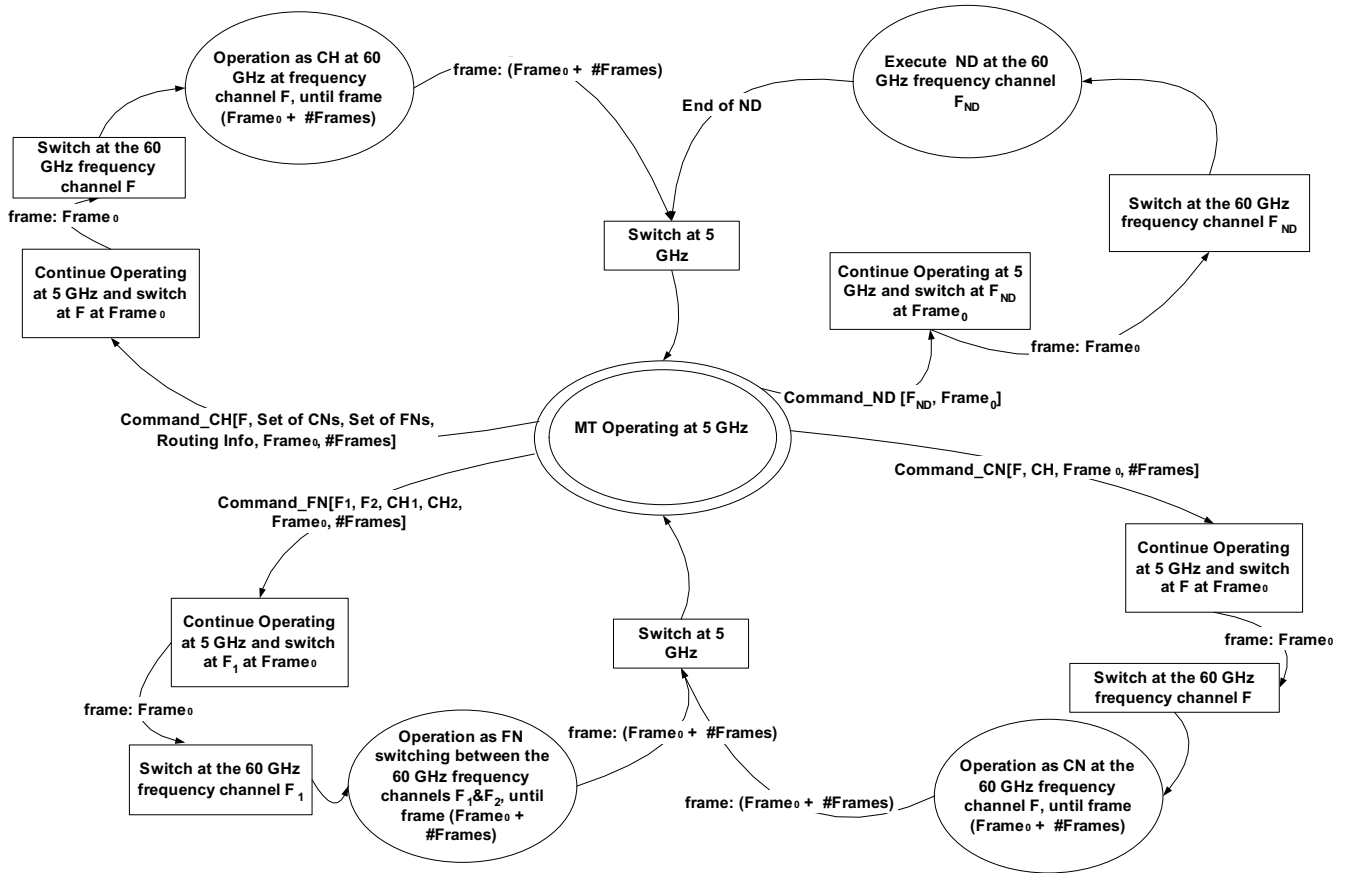 Operation as CH at 60
GHz at frequency
channel F, until frame
(Frame₀ + #Frames)
frame: (Frame₀ + #Frames)
Execute ND at the 60
GHz frequency channel
F_ND
End of ND
Switch at the 60
GHz frequency
channel F
frame: Frame₀
Switch at the 60 GHz
frequency channel F_ND
Switch at 5
GHz
Continue Operating
at 5 GHz and switch
at F at Frame₀
Continue Operating at 5
GHz and switch at F_ND
at Frame₀
frame: Frame₀
Command_ND [F_ND, Frame₀]
Command_CH[F, Set of CNs, Set of FNs,
Routing Info, Frame₀, #Frames]
MT Operating at 5 GHz
Command_CN[F, CH, Frame₀, #Frames]
Command_FN[F₁, F₂, CH₁, CH₂,
Frame₀, #Frames]
Continue Operating
at 5 GHz and switch
at F at Frame₀
Continue Operating
at 5 GHz and switch
at F₁ at Frame₀
Switch at 5
GHz
frame: Frame₀
Switch at the 60 GHz
frequency channel F
frame: Frame₀
Switch at the 60 GHz
frequency channel F₁
Operation as FN
switching between the
60 GHz frequency
channels F₁&F₂, until
frame (Frame₀ +
#Frames)
frame: (Frame₀ + #Frames)
frame: (Frame₀ + #Frames)
Operation as CN at the
60 GHz frequency
channel F, until frame
(Frame₀ + #Frames)